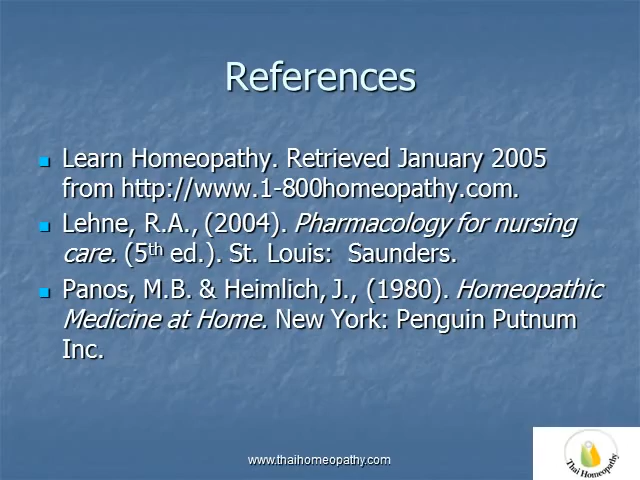 References
Learn Homeopathy. Retrieved January 2005
from http://www.1-800homeopathy.com.
Lehne, R.A., (2004). Pharmacology for nursing
care. (5th ed.). St. Louis:  Saunders.
Panos, M.B. & Heimlich, J., (1980). Homeopathic
Medicine at Home. New York: Penguin Putnum
Inc.
www.thaihomeopathy.com
Thai Homeopathy